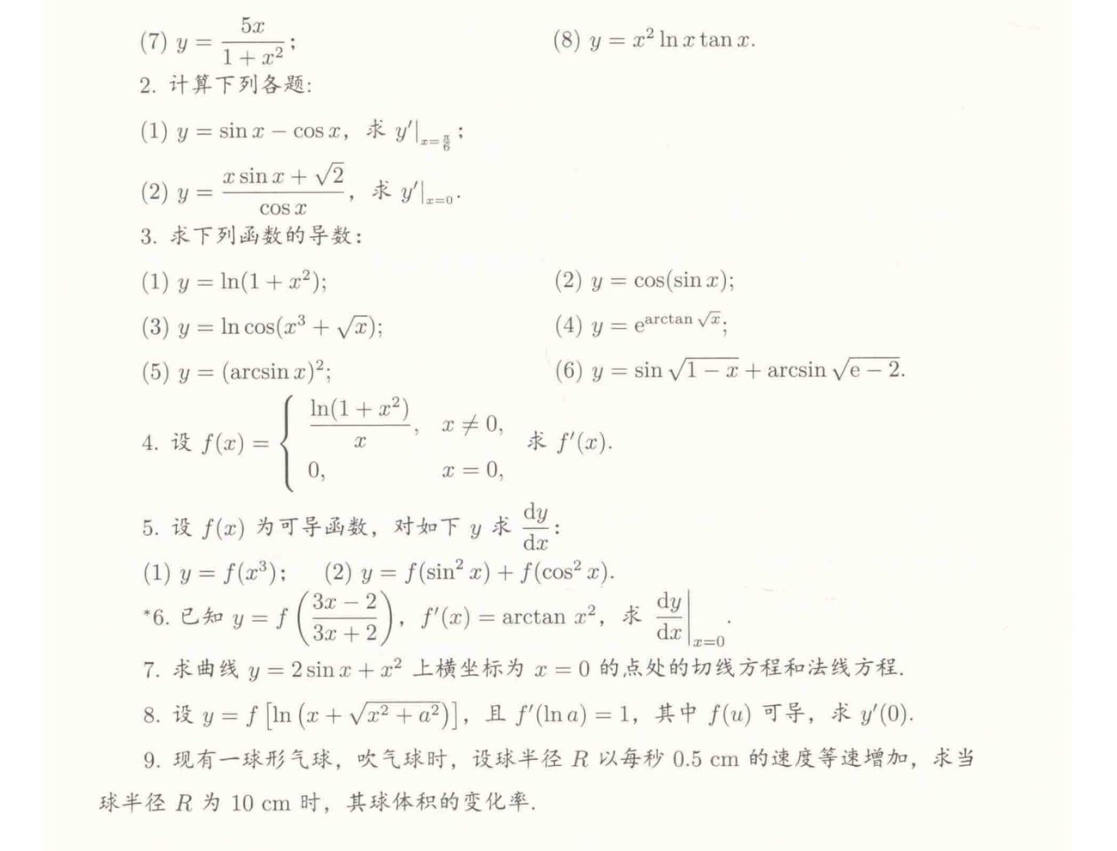 (7) y = 5x/(1 + x²); (8) y = x² ln x tan x.
2. 计算下列各题:
(1) y = sin x − cos x, 求 y′|ₓ₌π/6;
(2) y = (x sin x + √2)/cos x, 求 y′|ₓ₌₀.
3. 求下列函数的导数:
(1) y = ln(1 + x²); (2) y = cos(sin x);
(3) y = ln cos(x³ + √x); (4) y = e^(arctan √x);
(5) y = (arcsin x)²; (6) y = sin √(1 − x) + arcsin √(e − 2).
4. 设 f(x) = { ln(1 + x²)/x, x ≠ 0, 0, x = 0, 求 f′(x).
5. 设 f(x) 为可导函数, 对如下 y 求 dy/dx:
(1) y = f(x³); (2) y = f(sin² x) + f(cos² x).
*6. 已知 y = f((3x − 2)/(3x + 2)), f′(x) = arctan x², 求 dy/dx|ₓ₌₀.
7. 求曲线 y = 2 sin x + x² 上横坐标为 x = 0 的点处的切线方程和法线方程.
8. 设 y = f[ln(x + √(x² + a²))], 且 f′(ln a) = 1, 其中 f(u) 可导, 求 y′(0).
9. 现有一球形气球, 吹气球时, 设球半径 R 以每秒 0.5 cm 的速度等速增加, 求当
球半径 R 为 10 cm 时, 其球体积的变化率.